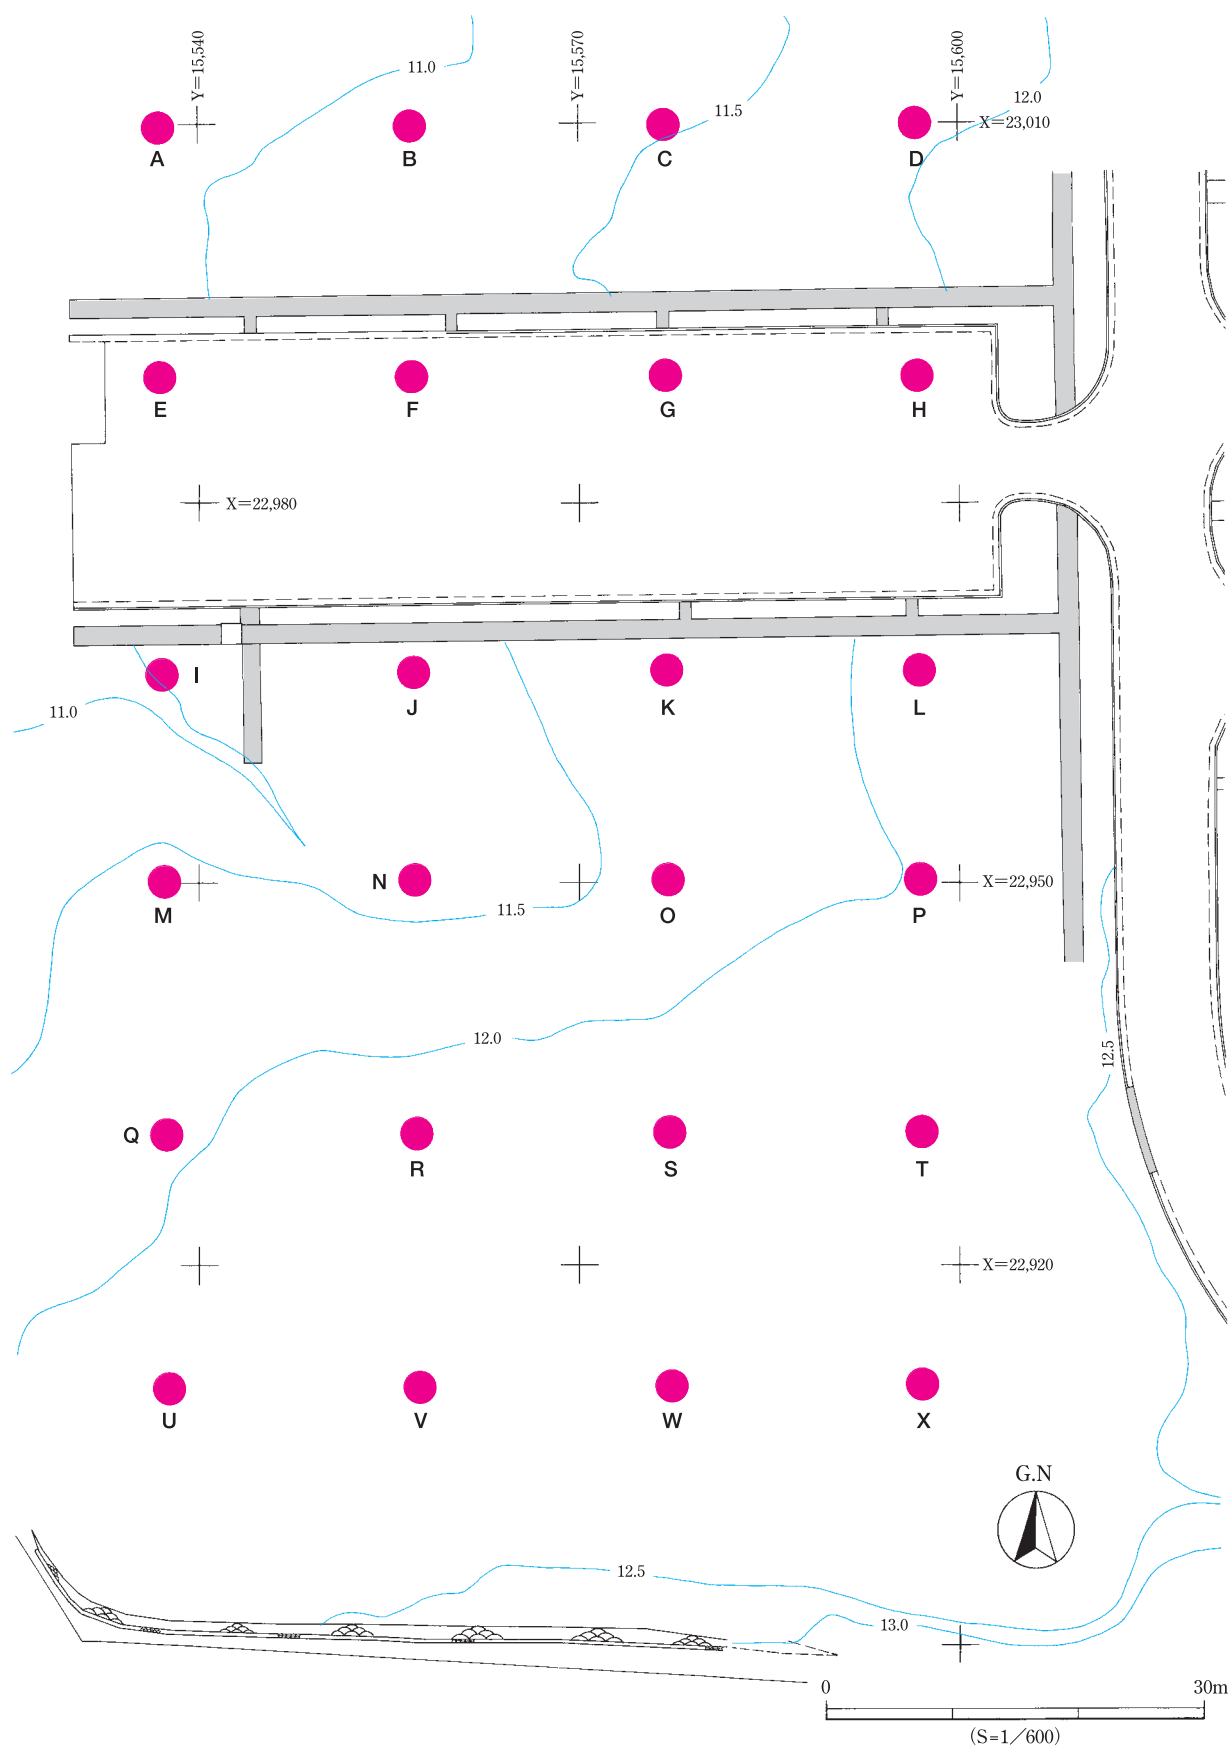 Y=15,540
Y=15,570
Y=15,600
11.0
11.5
12.0
X=23,010
A
B
C
D
E
F
G
H
X=22,980
I
J
K
L
11.0
N
X=22,950
M
11.5
O
P
12.0
12.5
Q
R
S
T
X=22,920
U
V
W
X
G.N
12.5
13.0
0 30m
(S=1/600)